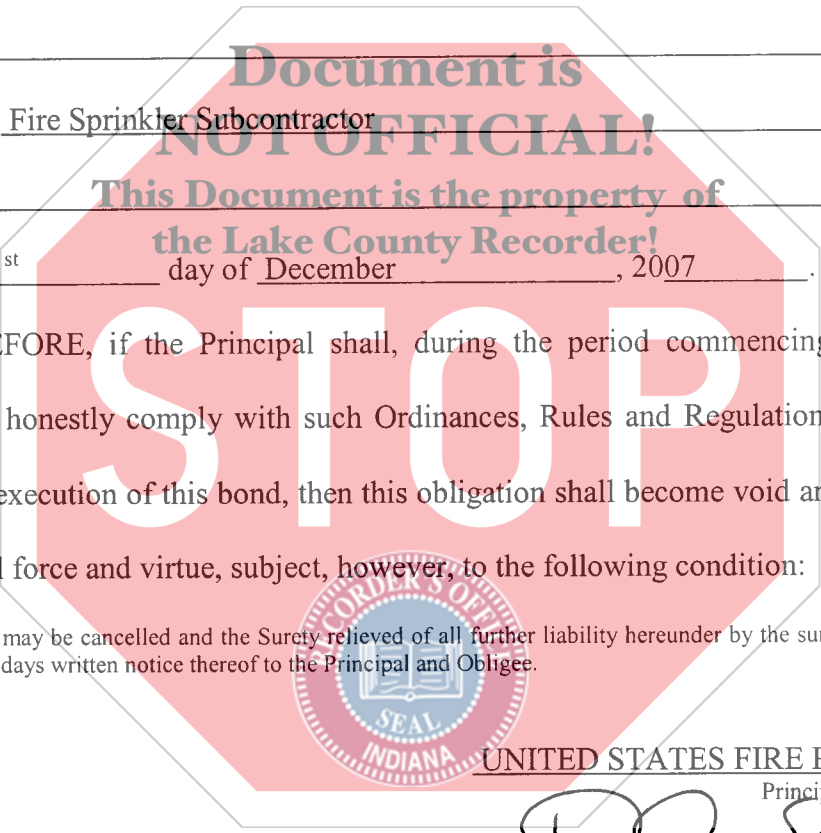 Document is
Fire Sprinkler Subcontractor
NOT OFFICIAL!
This Document is the property of
the Lake County Recorder!
st day of December , 2007 .
EFORE, if the Principal shall, during the period commencing
honestly comply with such Ordinances, Rules and Regulation
execution of this bond, then this obligation shall become void an
l force and virtue, subject, however, to the following condition:
may be cancelled and the Surety relieved of all further liability hereunder by the sur
days written notice thereof to the Principal and Obligee.
STOP
RECORDER'S OFFICE
SEAL
INDIANA
UNITED STATES FIRE P
Princi